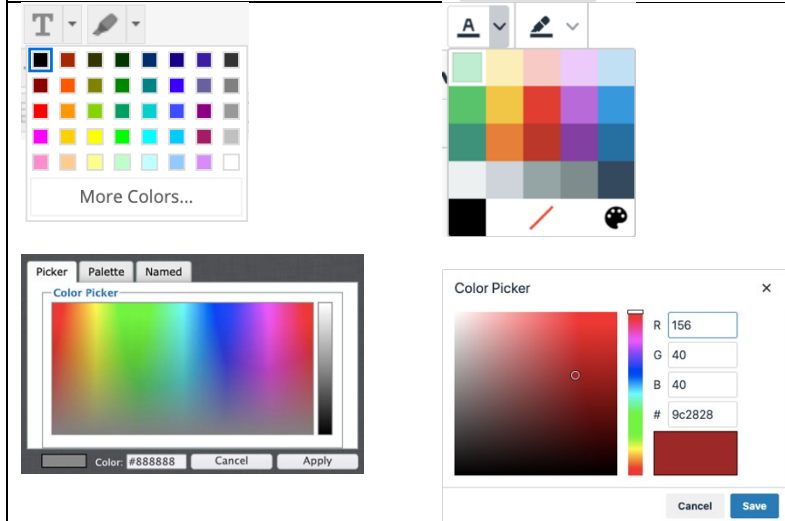 T
A
More Colors...
Picker Palette Named
Color Picker
Color: #888888 Cancel Apply
Color Picker ×
R 156
G 40
B 40
# 9c2828
Cancel Save